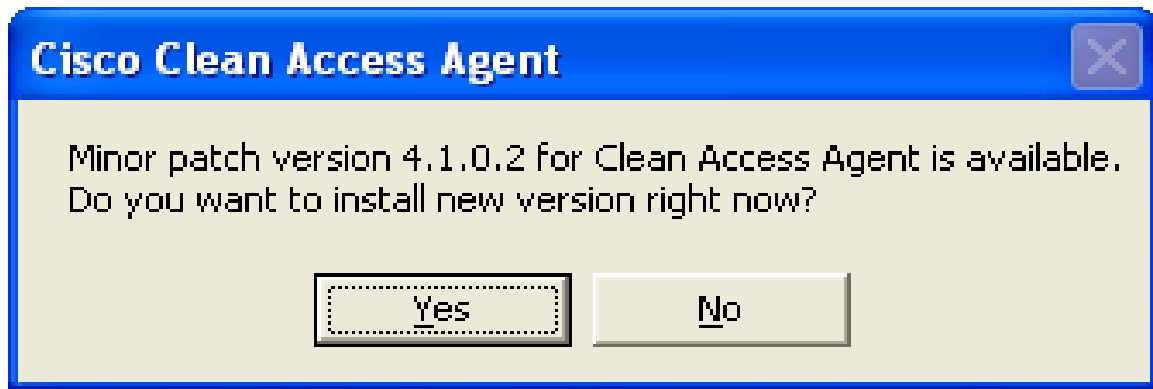 Cisco Clean Access Agent
Minor patch version 4.1.0.2 for Clean Access Agent is available.
Do you want to install new version right now?
Yes No